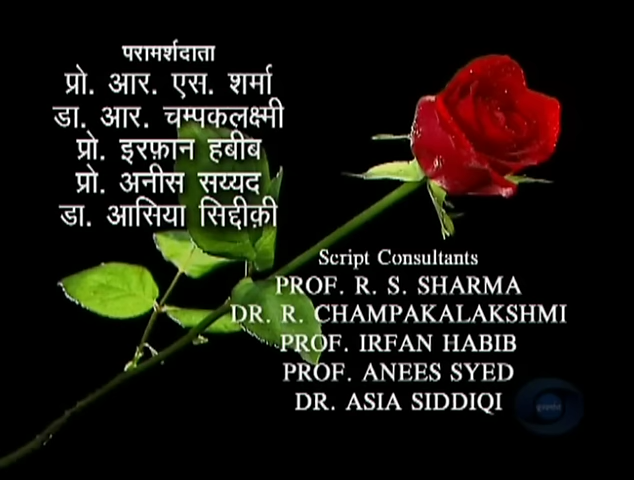 परामर्शदाता
प्रो. आर. एस. शर्मा
डा. आर. चम्पकलक्ष्मी
प्रो. इरफ़ान हबीब
प्रो. अनीस सय्यद
डा. आसिया सिद्दीक़ी
Script Consultants
PROF. R. S. SHARMA
DR. R. CHAMPAKALAKSHMI
PROF. IRFAN HABIB
PROF. ANEES SYED
DR. ASIA SIDDIQI